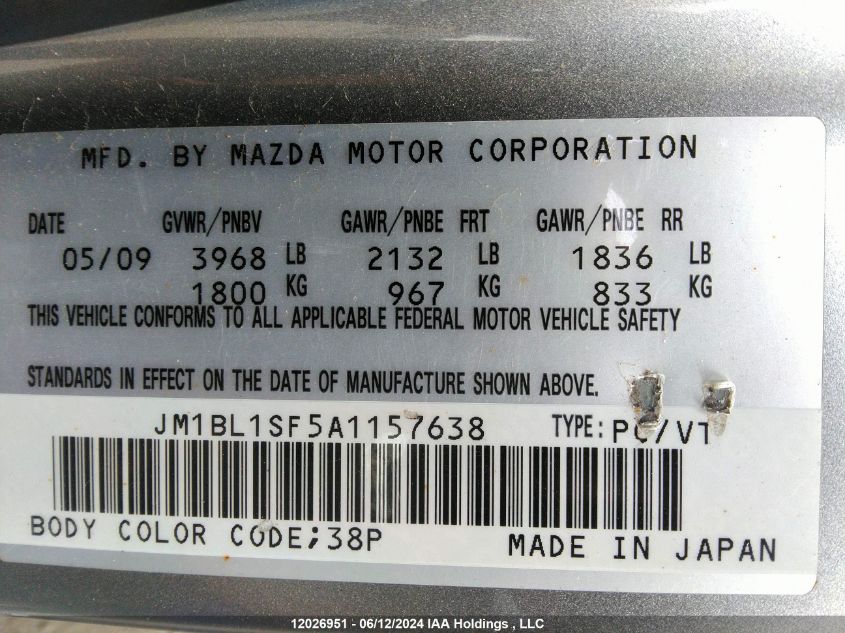 MFD. BY MAZDA MOTOR CORPORATION
DATE GVWR/PNBV GAWR/PNBE FRT GAWR/PNBE RR
05/09 3968 LB 2132 LB 1836 LB
1800 KG 967 KG 833 KG
THIS VEHICLE CONFORMS TO ALL APPLICABLE FEDERAL MOTOR VEHICLE SAFETY
STANDARDS IN EFFECT ON THE DATE OF MANUFACTURE SHOWN ABOVE.
JM1BL1SF5A1157638 TYPE:PC/VT
BODY COLOR CODE;38P MADE IN JAPAN
12026951 - 06/12/2024 IAA Holdings , LLC